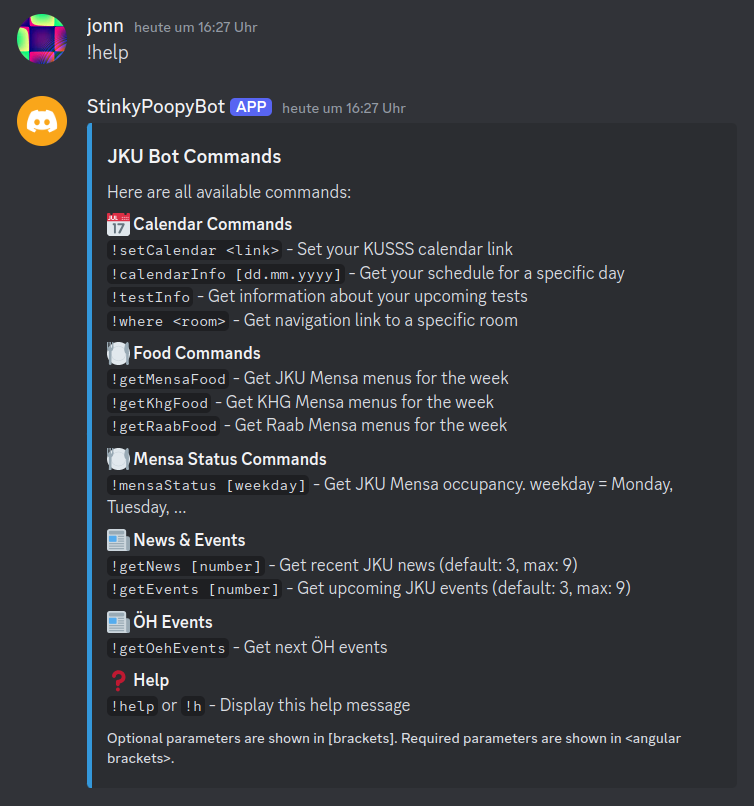 jonn heute um 16:27 Uhr
!help
StinkyPoopyBot APP heute um 16:27 Uhr
JKU Bot Commands
Here are all available commands:
JUL 17 Calendar Commands
!setCalendar <link> - Set your KUSSS calendar link
!calendarInfo [dd.mm.yyyy] - Get your schedule for a specific day
!testInfo - Get information about your upcoming tests
!where <room> - Get navigation link to a specific room
Food Commands
!getMensaFood - Get JKU Mensa menus for the week
!getKhgFood - Get KHG Mensa menus for the week
!getRaabFood - Get Raab Mensa menus for the week
Mensa Status Commands
!mensaStatus [weekday] - Get JKU Mensa occupancy. weekday = Monday,
Tuesday, ...
News & Events
!getNews [number] - Get recent JKU news (default: 3, max: 9)
!getEvents [number] - Get upcoming JKU events (default: 3, max: 9)
ÖH Events
!getOehEvents - Get next ÖH events
❓ Help
!help or !h - Display this help message
Optional parameters are shown in [brackets]. Required parameters are shown in <angular
brackets>.